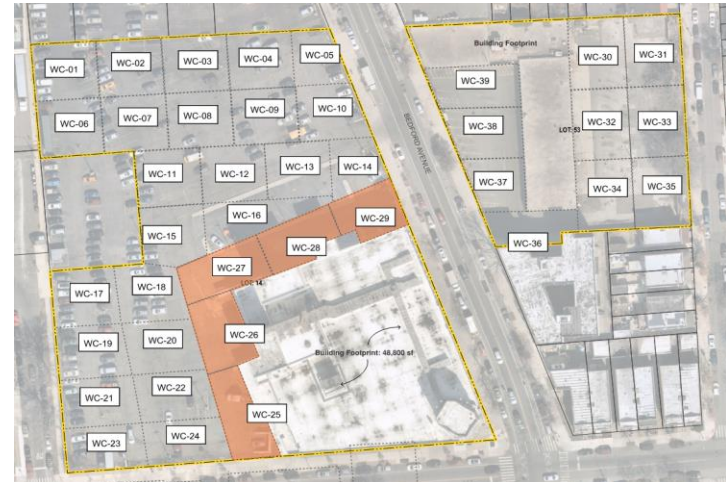 WC-01
WC-02
WC-03
WC-04
WC-05
WC-06
WC-07
WC-08
WC-09
WC-10
WC-11
WC-12
WC-13
WC-14
WC-15
WC-16
WC-29
WC-28
WC-27
LOT: 14
WC-17
WC-18
WC-26
WC-19
WC-20
Building Footprint: 46,600 sf
WC-21
WC-22
WC-25
WC-23
WC-24
BEDFORD AVENUE
Building Footprint
WC-30
WC-31
WC-39
WC-38
LOT: 53
WC-32
WC-33
WC-37
WC-34
WC-35
WC-36